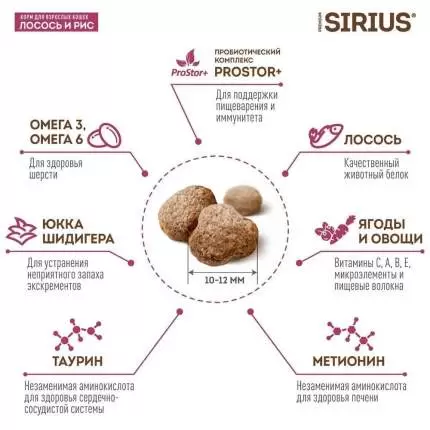 КОРМ ДЛЯ ВЗРОСЛЫХ КОШЕК
ЛОСОСЬ И РИС
PREMIUM
SIRIUS®
ProStor+
ПРОБИОТИЧЕСКИЙ
КОМПЛЕКС
PROSTOR+
Для поддержки
пищеварения и
иммунитета
ОМЕГА 3,
ОМЕГА 6
Для здоровья
шерсти
ЛОСОСЬ
Качественный
животный белок
ЮККА
ШИДИГЕРА
Для устранения
неприятного запаха
экскрементов
ЯГОДЫ
И ОВОЩИ
Витамины С, А, В, Е,
микроэлементы и
пищевые волокна
10-12 ММ
ТАУРИН
Незаменимая аминокислота
для здоровья сердечно-
сосудистой системы
МЕТИОНИН
Незаменимая аминокислота
для здоровья печени